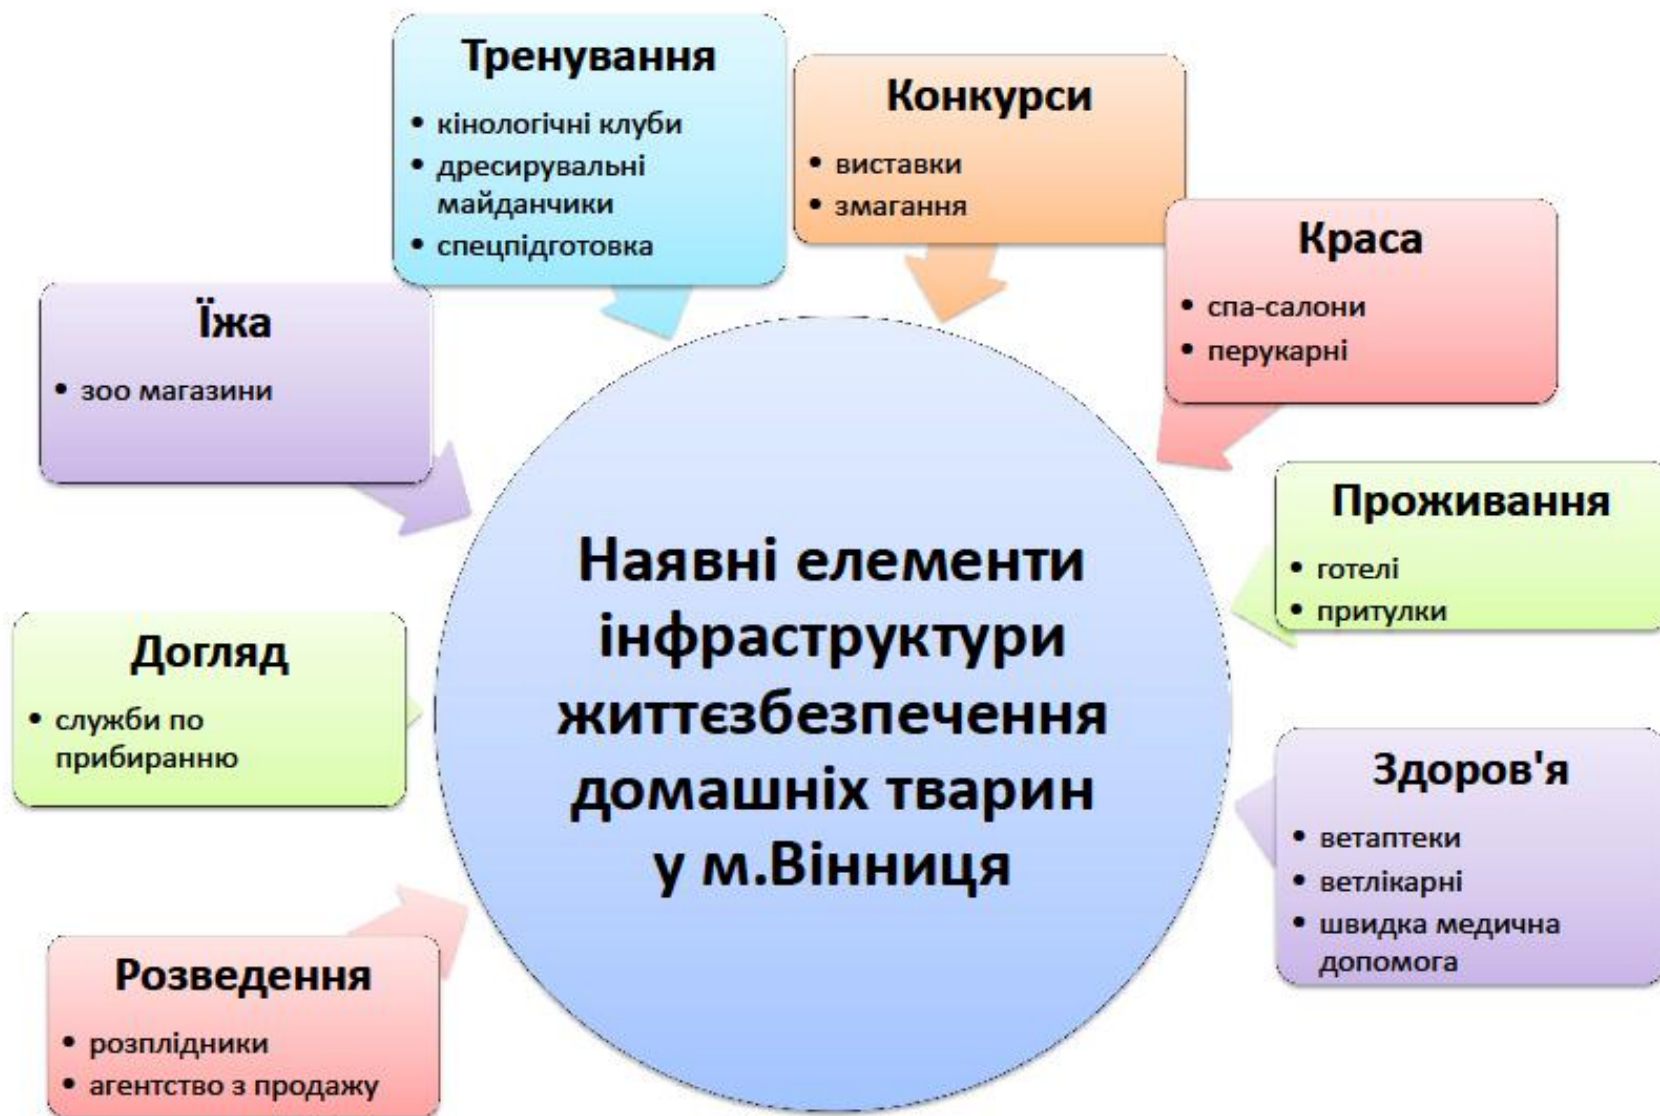 Тренування
• кінологічні клуби
• дресирувальні
майданчики
• спецпідготовка
Конкурси
• виставки
• змагання
Краса
• спа-салони
• перукарні
Їжа
• зоо магазини
Проживання
• готелі
• притулки
Наявні елементи
інфраструктури
життєзбезпечення
домашніх тварин
у м.Вінниця
Догляд
• служби по
прибиранню
Здоров'я
• ветаптеки
• ветлікарні
• швидка медична
допомога
Розведення
• розплідники
• агентство з продажу